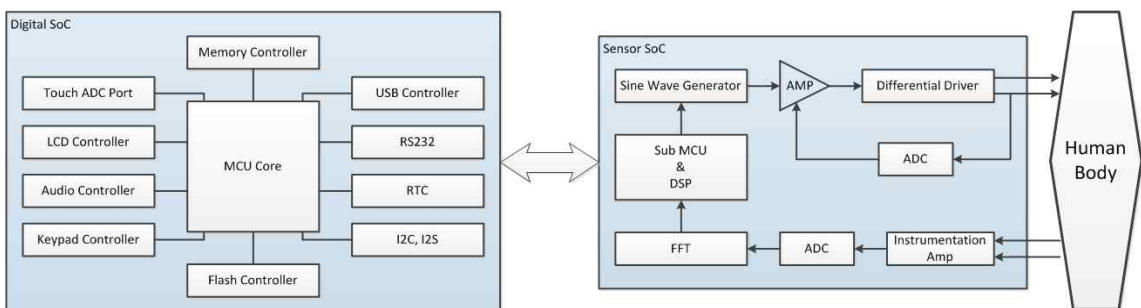 Digital SoC
Memory Controller
Touch ADC Port
USB Controller
LCD Controller
RS232
MCU Core
Audio Controller
RTC
Keypad Controller
I2C, I2S
Flash Controller
Sensor SoC
Sine Wave Generator
AMP
Differential Driver
Sub MCU
&
DSP
ADC
FFT
ADC
Instrumentation
Amp
Human
Body